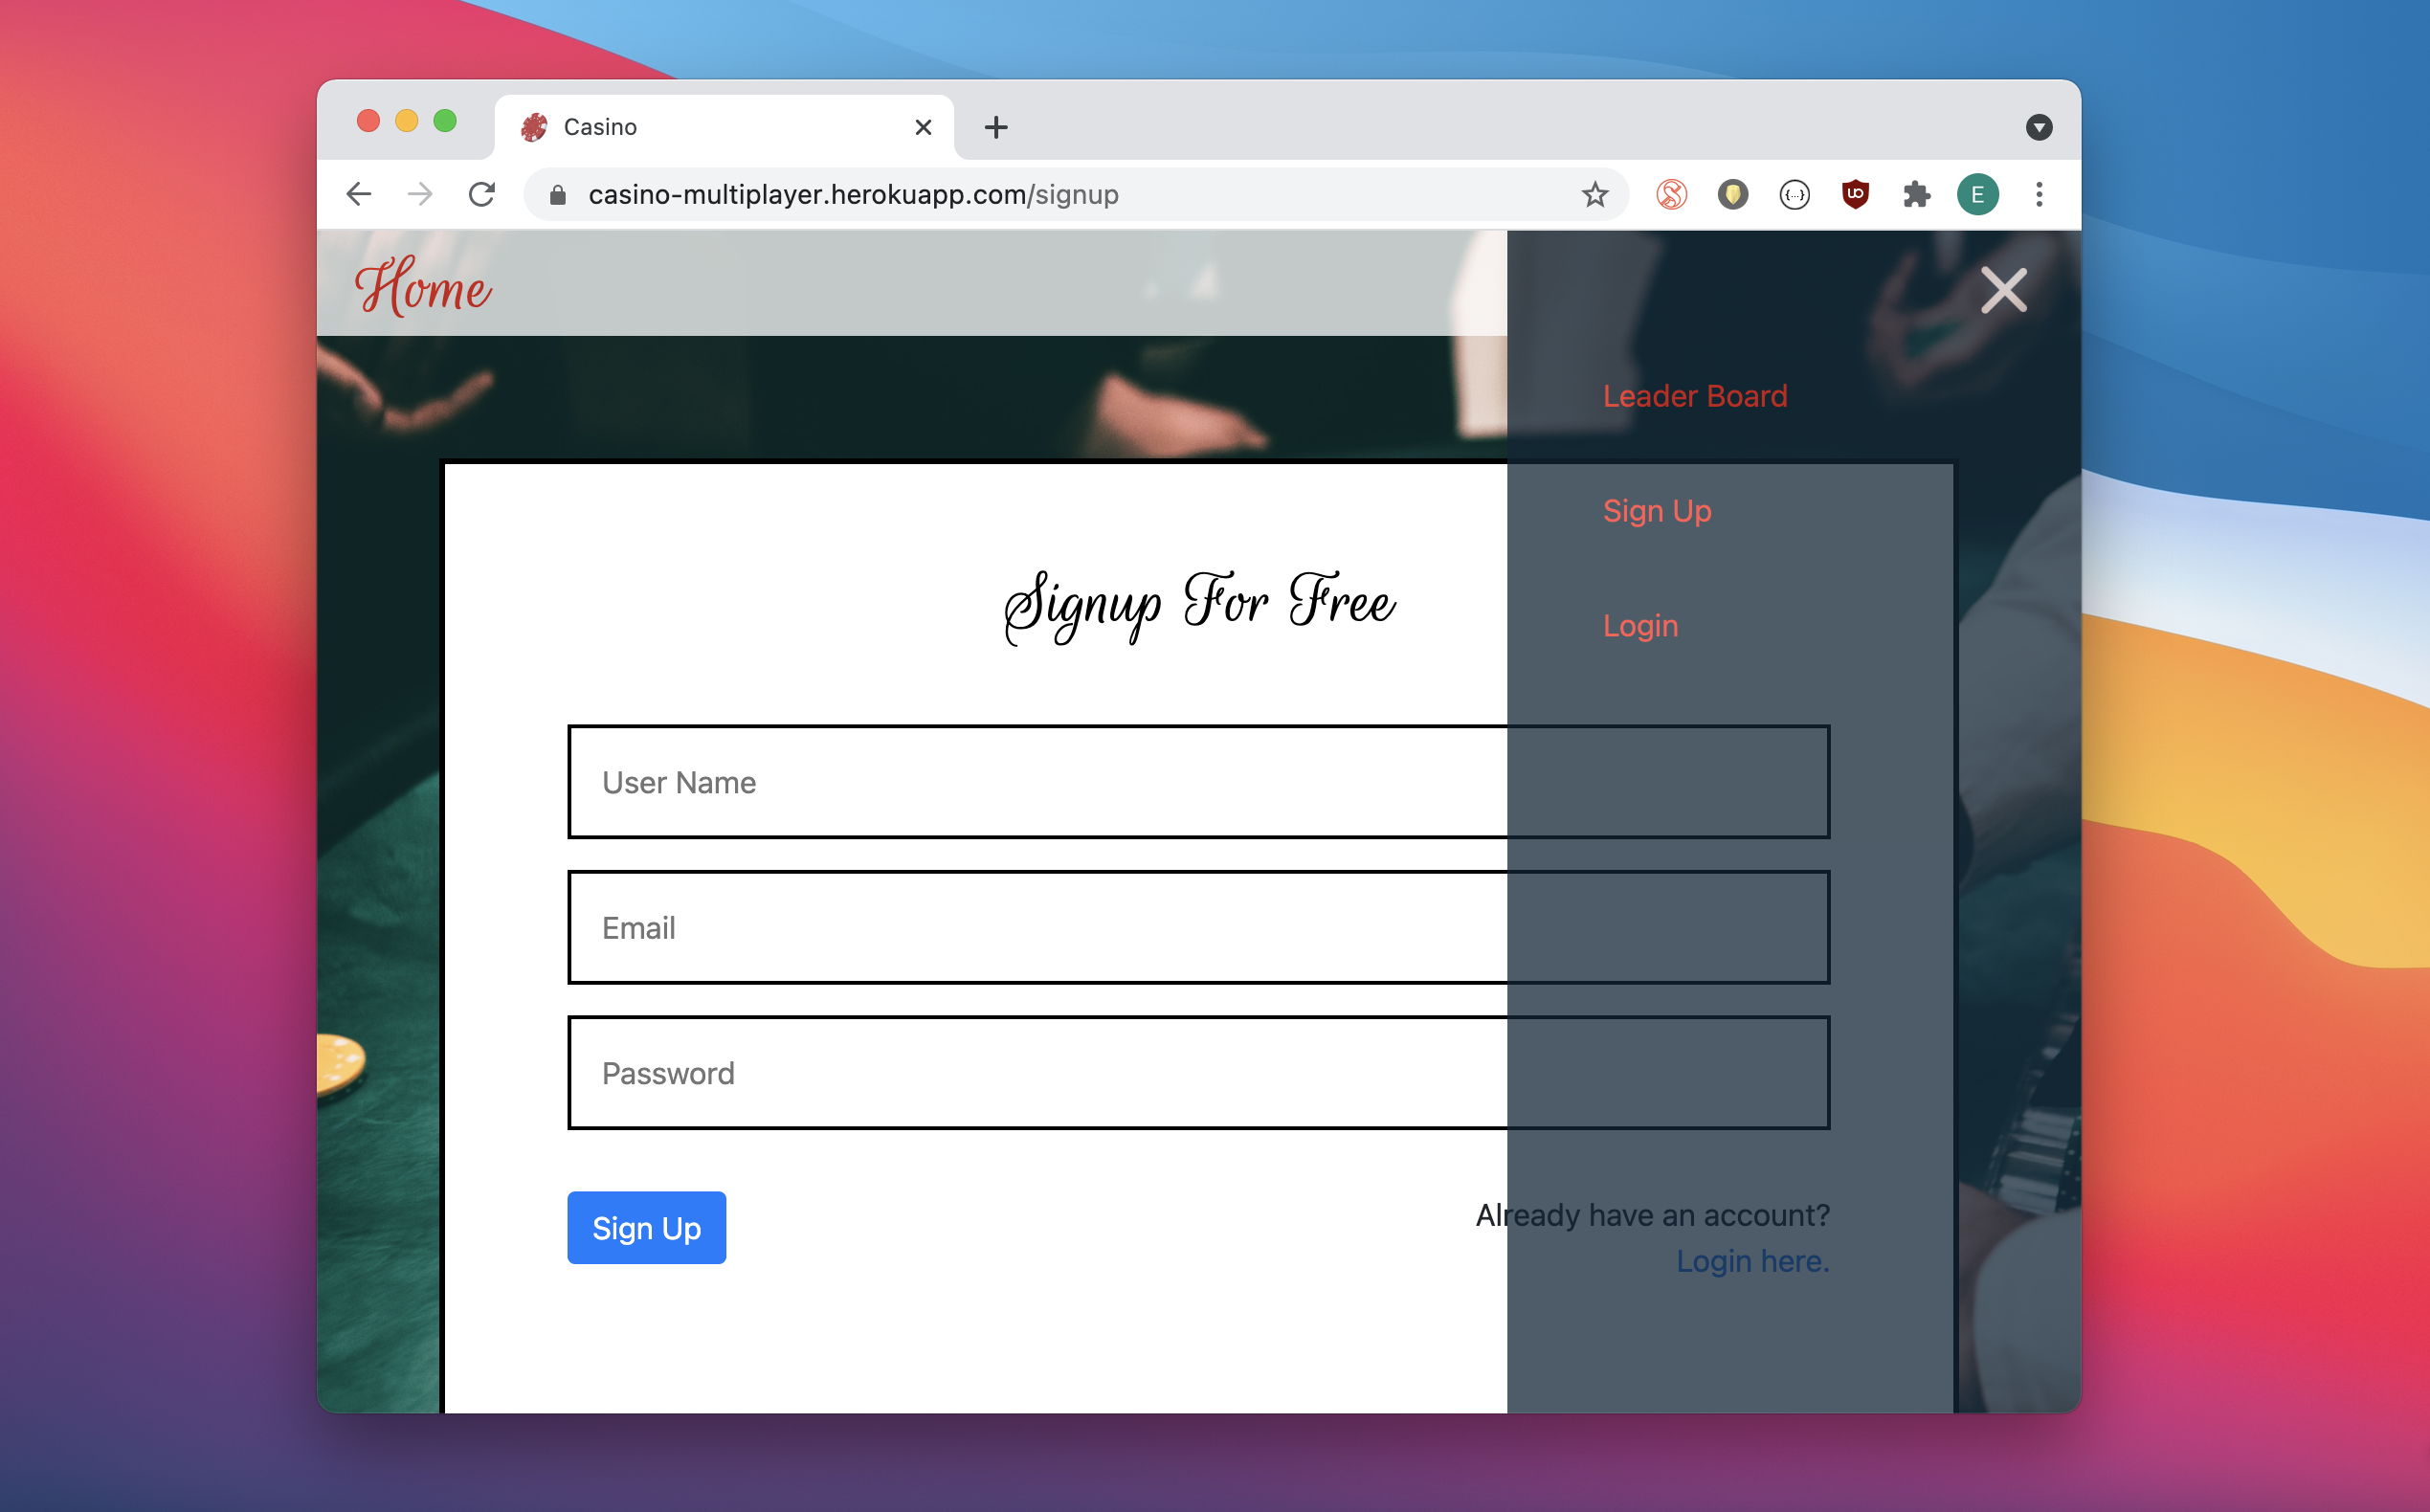 Casino
casino-multiplayer.herokuapp.com/signup
E
Home
Leader Board
Sign Up
Login
Signup For Free
User Name
Email
Password
Sign Up
Already have an account?
Login here.